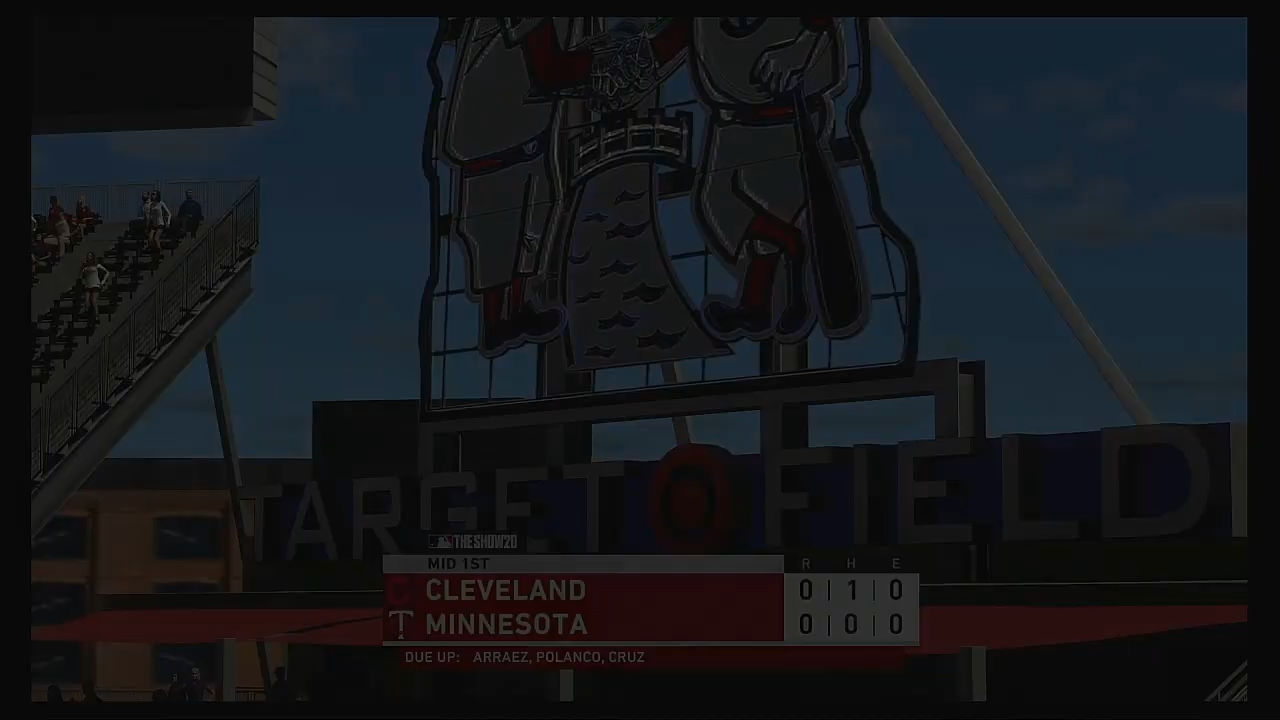 TARGET FIELD
THE SHOW 20
MID 1ST R H E
C CLEVELAND 0 | 1 | 0
T MINNESOTA 0 | 0 | 0
DUE UP: ARRAEZ, POLANCO, CRUZ